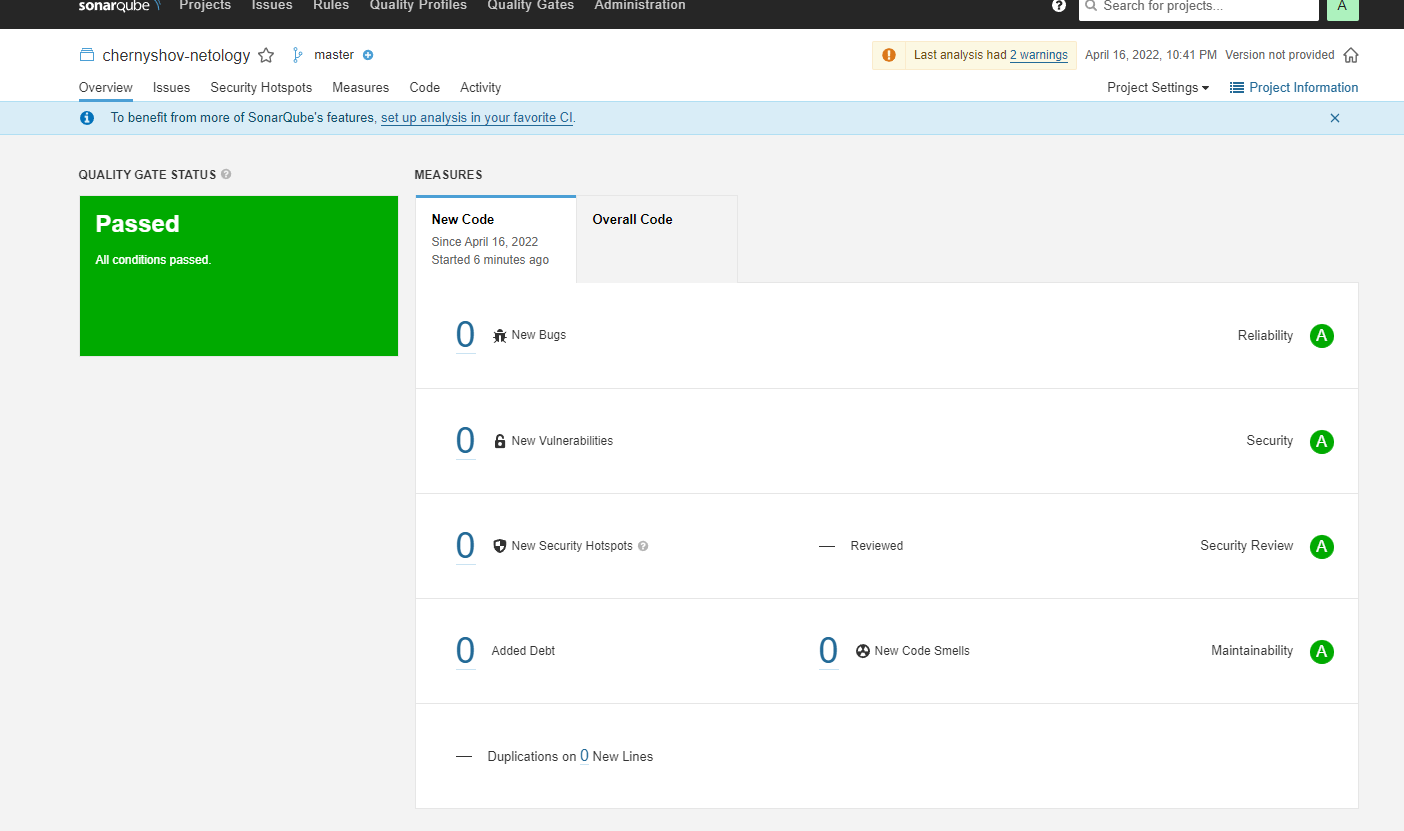 sonarqube Projects Issues Rules Quality Profiles Quality Gates Administration ? Search for projects... A
chernyshov-netology master Last analysis had 2 warnings April 16, 2022, 10:41 PM Version not provided
Overview Issues Security Hotspots Measures Code Activity Project Settings Project Information
To benefit from more of SonarQube's features, set up analysis in your favorite CI.
QUALITY GATE STATUS ? MEASURES
Passed
All conditions passed.
New Code
Since April 16, 2022
Started 6 minutes ago
Overall Code
0 New Bugs Reliability A
0 New Vulnerabilities Security A
0 New Security Hotspots ? — Reviewed Security Review A
0 Added Debt 0 New Code Smells Maintainability A
— Duplications on 0 New Lines